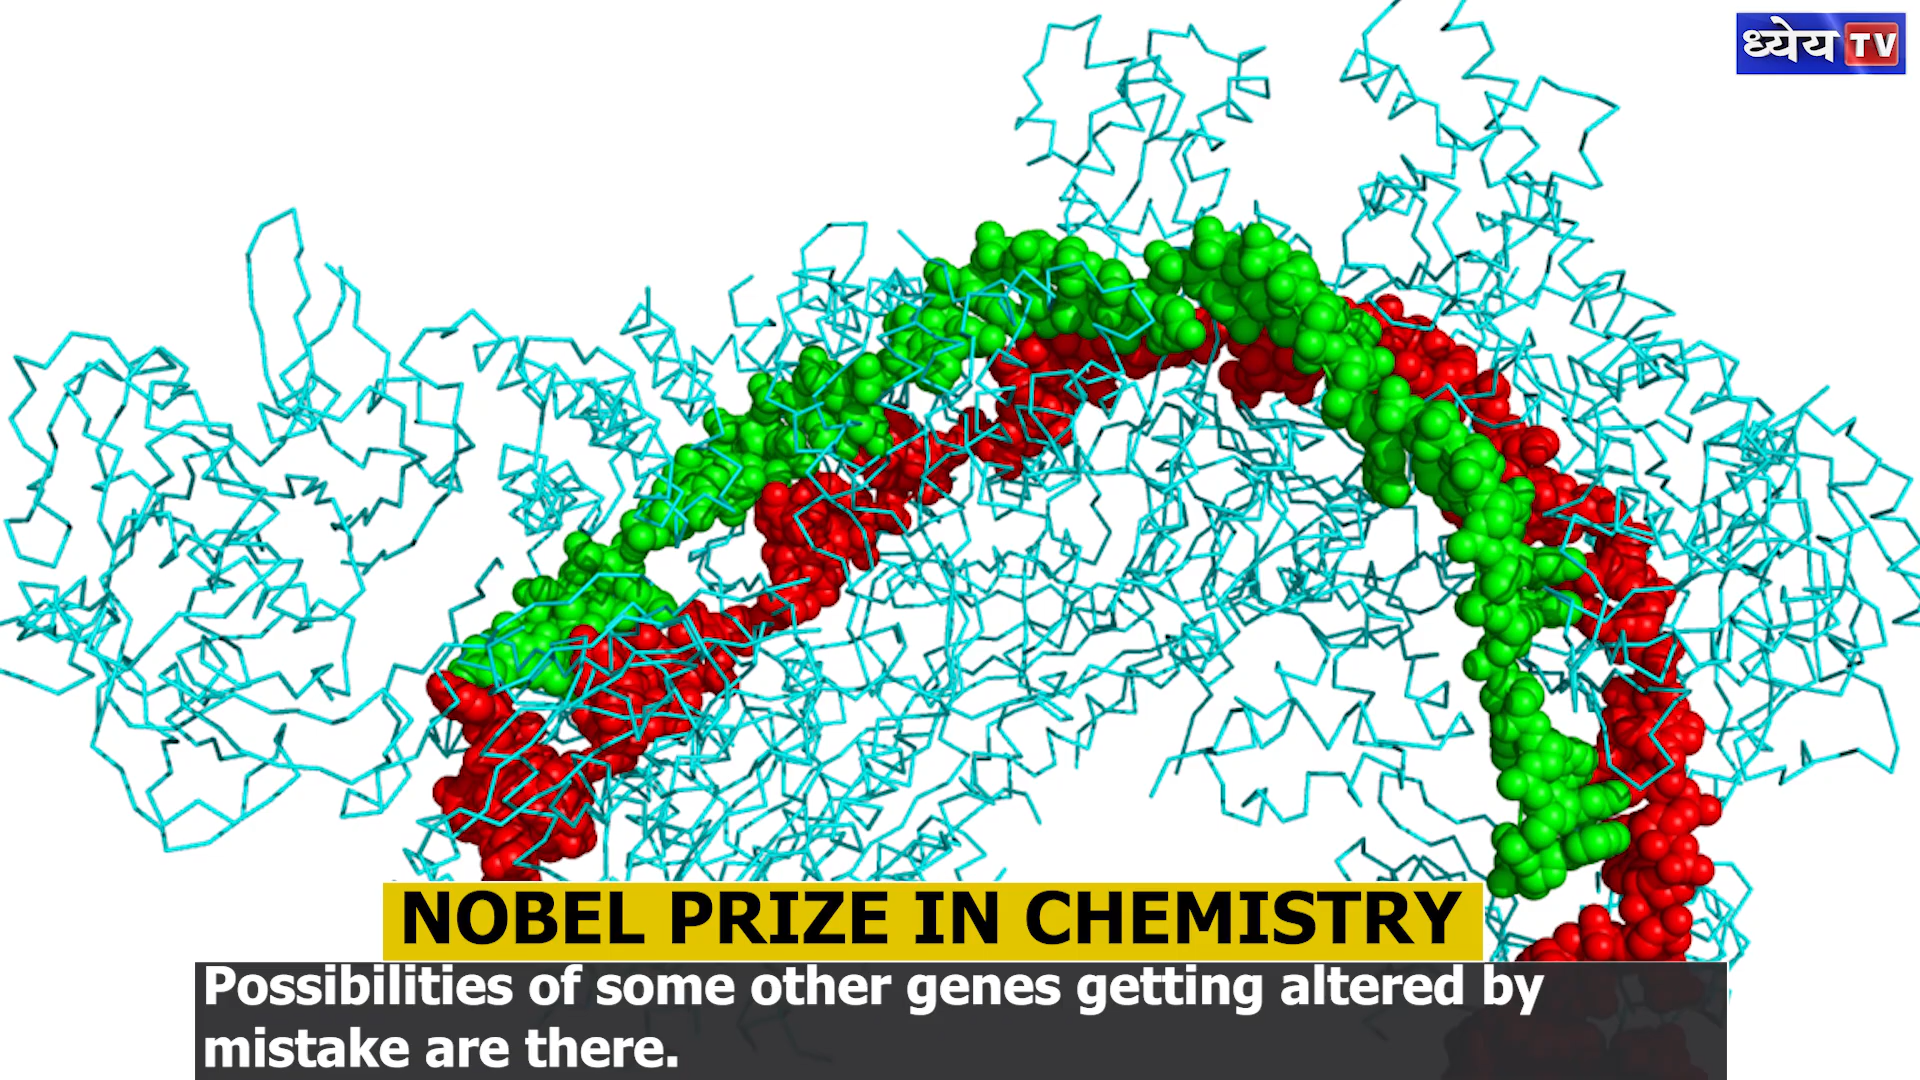 ध्येय TV
NOBEL PRIZE IN CHEMISTRY
Possibilities of some other genes getting altered by
mistake are there.